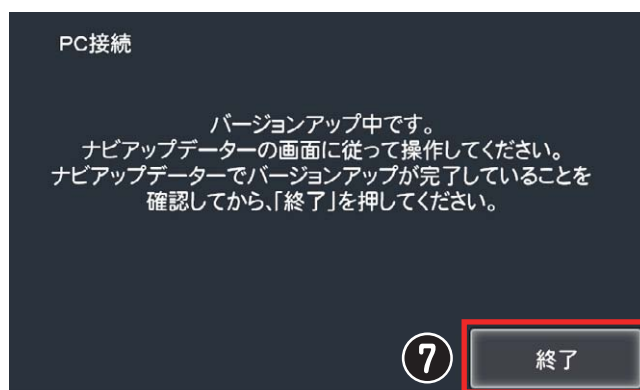 PC接続
バージョンアップ中です。
ナビアップデーターの画面に従って操作してください。
ナビアップデーターでバージョンアップが完了していることを
確認してから、「終了」を押してください。
❼ 終了